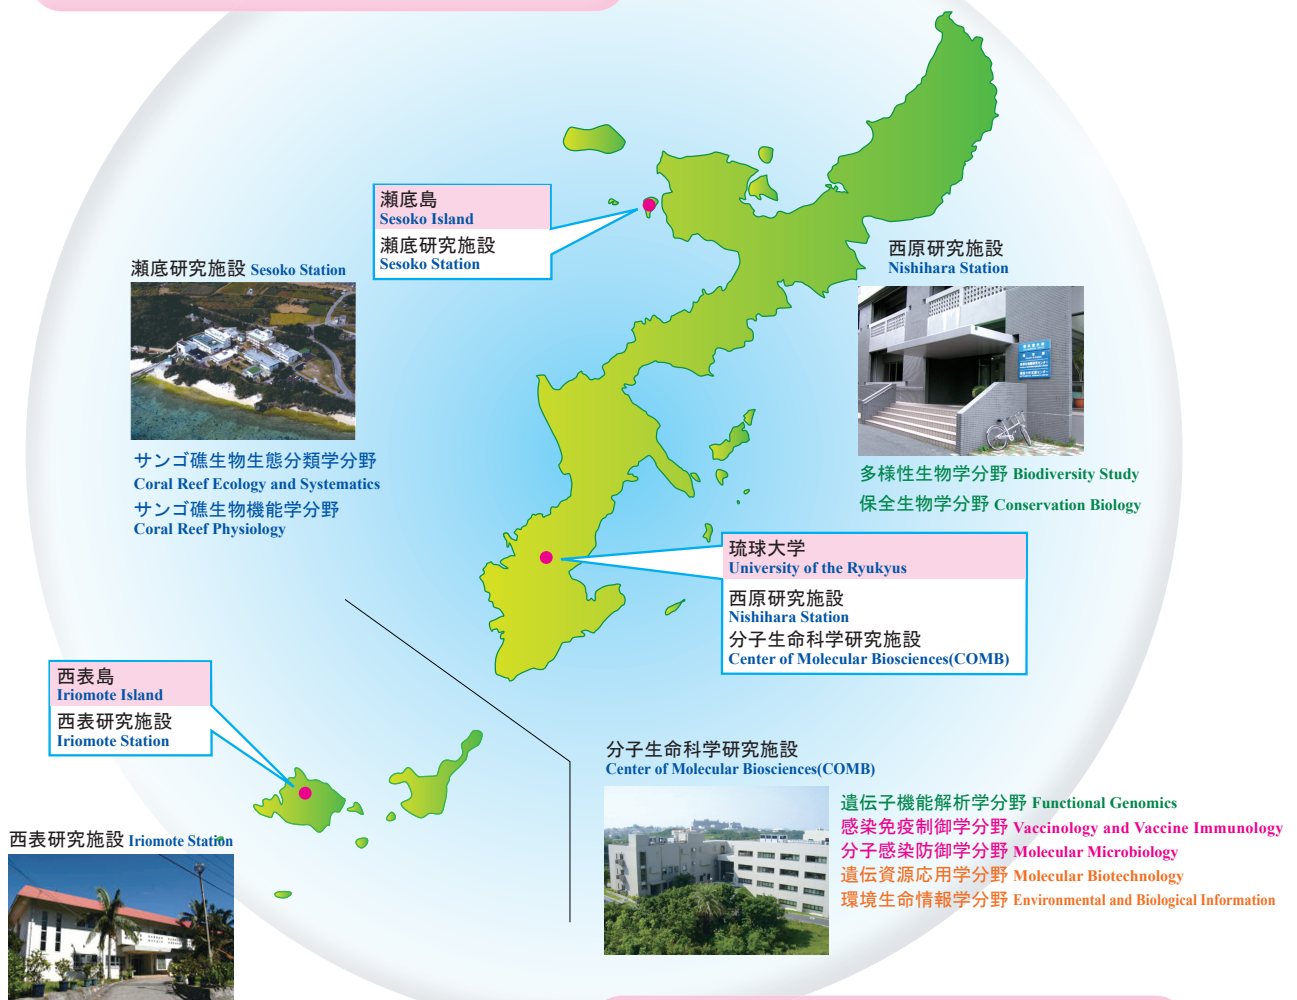 瀬底島
Sesoko Island
瀬底研究施設
Sesoko Station
瀬底研究施設 Sesoko Station
サンゴ礁生物生態分類学分野
Coral Reef Ecology and Systematics
サンゴ礁生物機能学分野
Coral Reef Physiology
西原研究施設
Nishihara Station
多様性生物学分野 Biodiversity Study
保全生物学分野 Conservation Biology
琉球大学
University of the Ryukyus
西原研究施設
Nishihara Station
分子生命科学研究施設
Center of Molecular Biosciences(COMB)
西表島
Iriomote Island
西表研究施設
Iriomote Station
西表研究施設 Iriomote Station
分子生命科学研究施設
Center of Molecular Biosciences(COMB)
遺伝子機能解析学分野 Functional Genomics
感染免疫制御学分野 Vaccinology and Vaccine Immunology
分子感染防御学分野 Molecular Microbiology
遺伝資源応用学分野 Molecular Biotechnology
環境生命情報学分野 Environmental and Biological Information